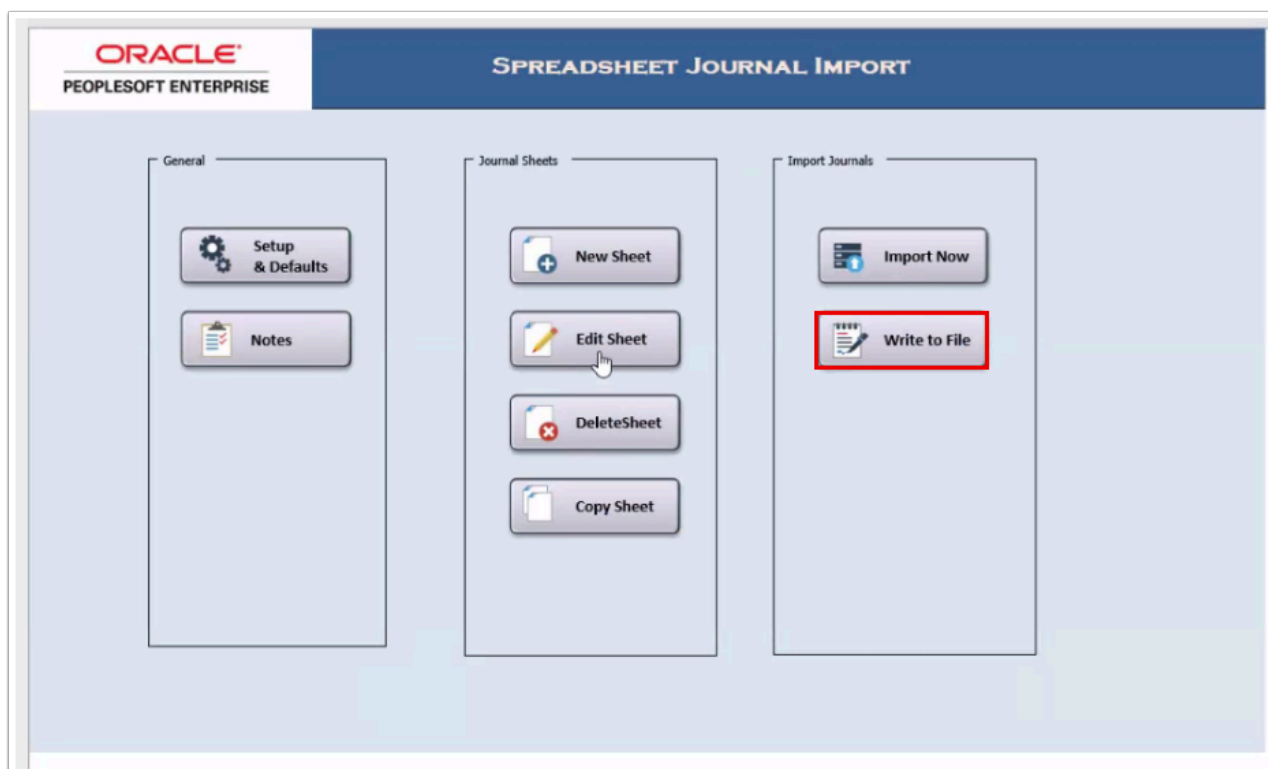 ORACLE'
PEOPLESOFT ENTERPRISE
SPREADSHEET JOURNAL IMPORT
General
Setup
& Defaults
Notes
Journal Sheets
New Sheet
Edit Sheet
DeleteSheet
Copy Sheet
Import Journals
Import Now
Write to File